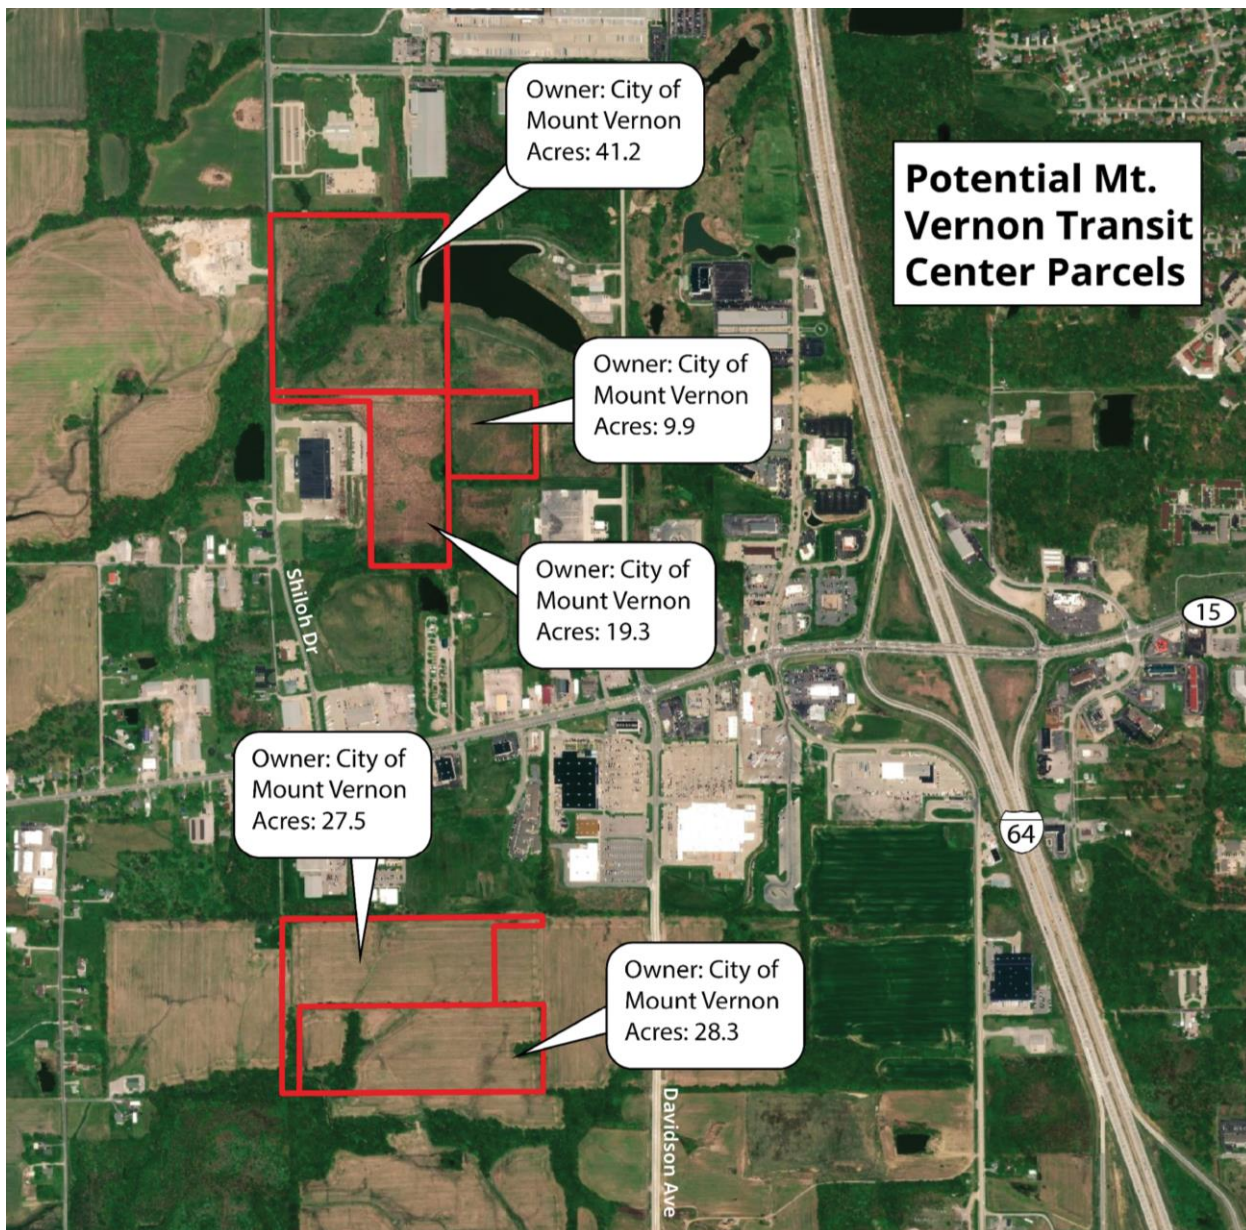 Owner: City of
Mount Vernon
Acres: 41.2
Potential Mt.
Vernon Transit
Center Parcels
Owner: City of
Mount Vernon
Acres: 9.9
Owner: City of
Mount Vernon
Acres: 19.3
Shiloh Dr
15
Owner: City of
Mount Vernon
Acres: 27.5
64
Owner: City of
Mount Vernon
Acres: 28.3
Davidson Ave